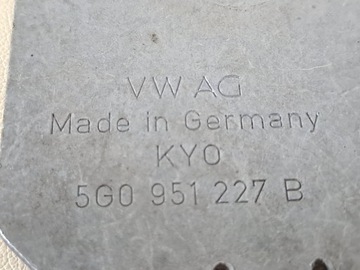 VW AG
Made in Germany
KYO
5G0 951 227 B